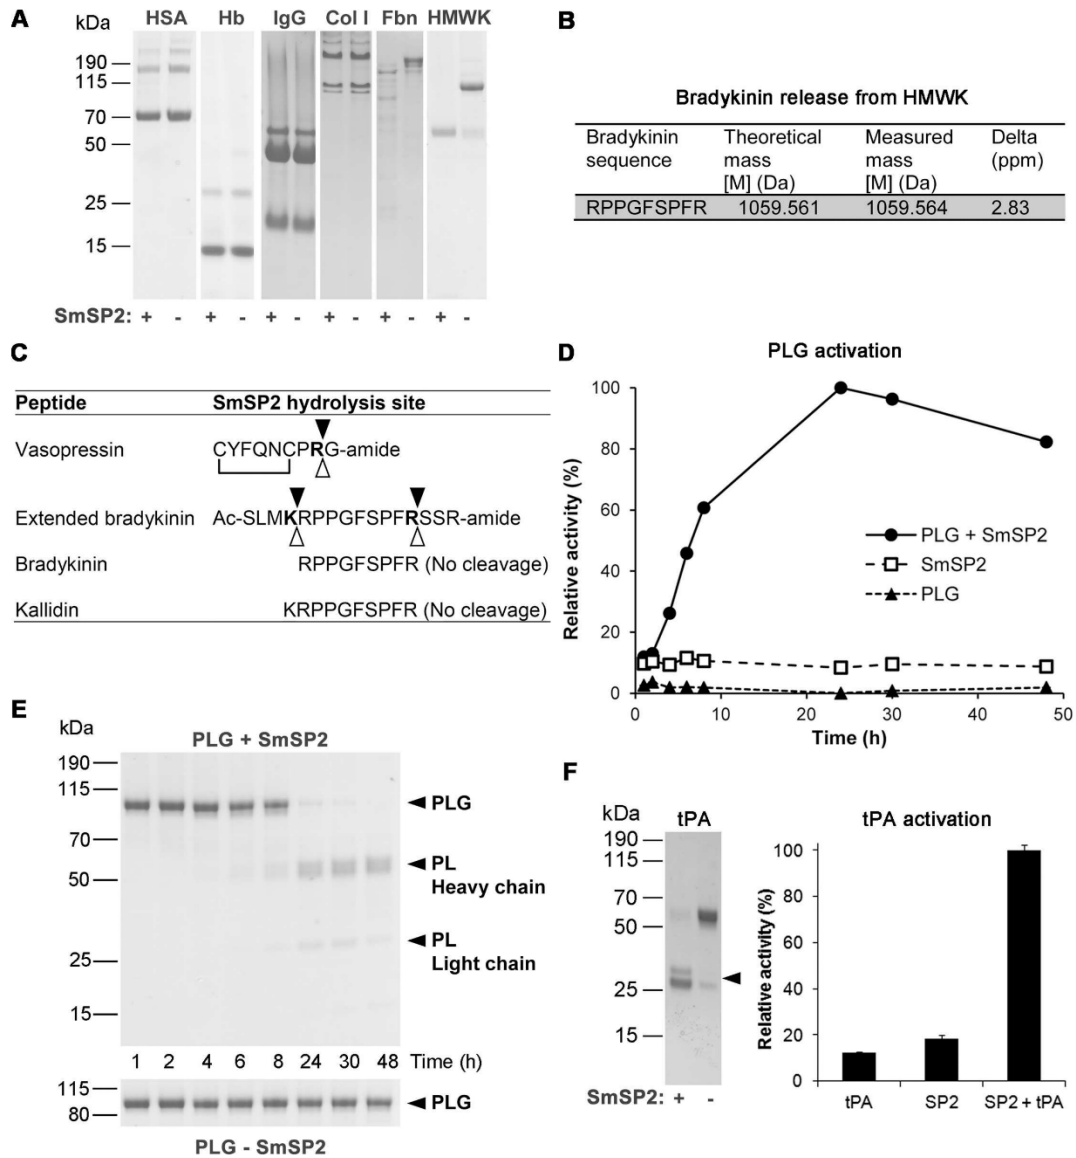 A
kDa
HSA Hb IgG Col I Fbn HMWK
190
115
70
50
25
15
SmSP2: + - + - + - + - + - + -
B
Bradykinin release from HMWK
Bradykinin sequence Theoretical mass [M] (Da) Measured mass [M] (Da) Delta (ppm)
RPPGFSPFR 1059.561 1059.564 2.83
C
Peptide SmSP2 hydrolysis site
Vasopressin CYFQNCPRG-amide
Extended bradykinin Ac-SLMKRPPGFSPFRSSR-amide
Bradykinin RPPGFSPFR (No cleavage)
Kallidin KRPPGFSPFR (No cleavage)
D
PLG activation
Relative activity (%)
100
80
60
40
20
0
PLG + SmSP2
SmSP2
PLG
0 10 20 30 40 50
Time (h)
E
kDa
PLG + SmSP2
190
115
70
50
25
15
PLG
PL
Heavy chain
PL
Light chain
1 2 4 6 8 24 30 48 Time (h)
115
80
PLG
PLG - SmSP2
F
kDa
tPA
190
115
70
50
25
15
SmSP2: + -
tPA activation
Relative activity (%)
100
80
60
40
20
0
tPA SP2 SP2 + tPA